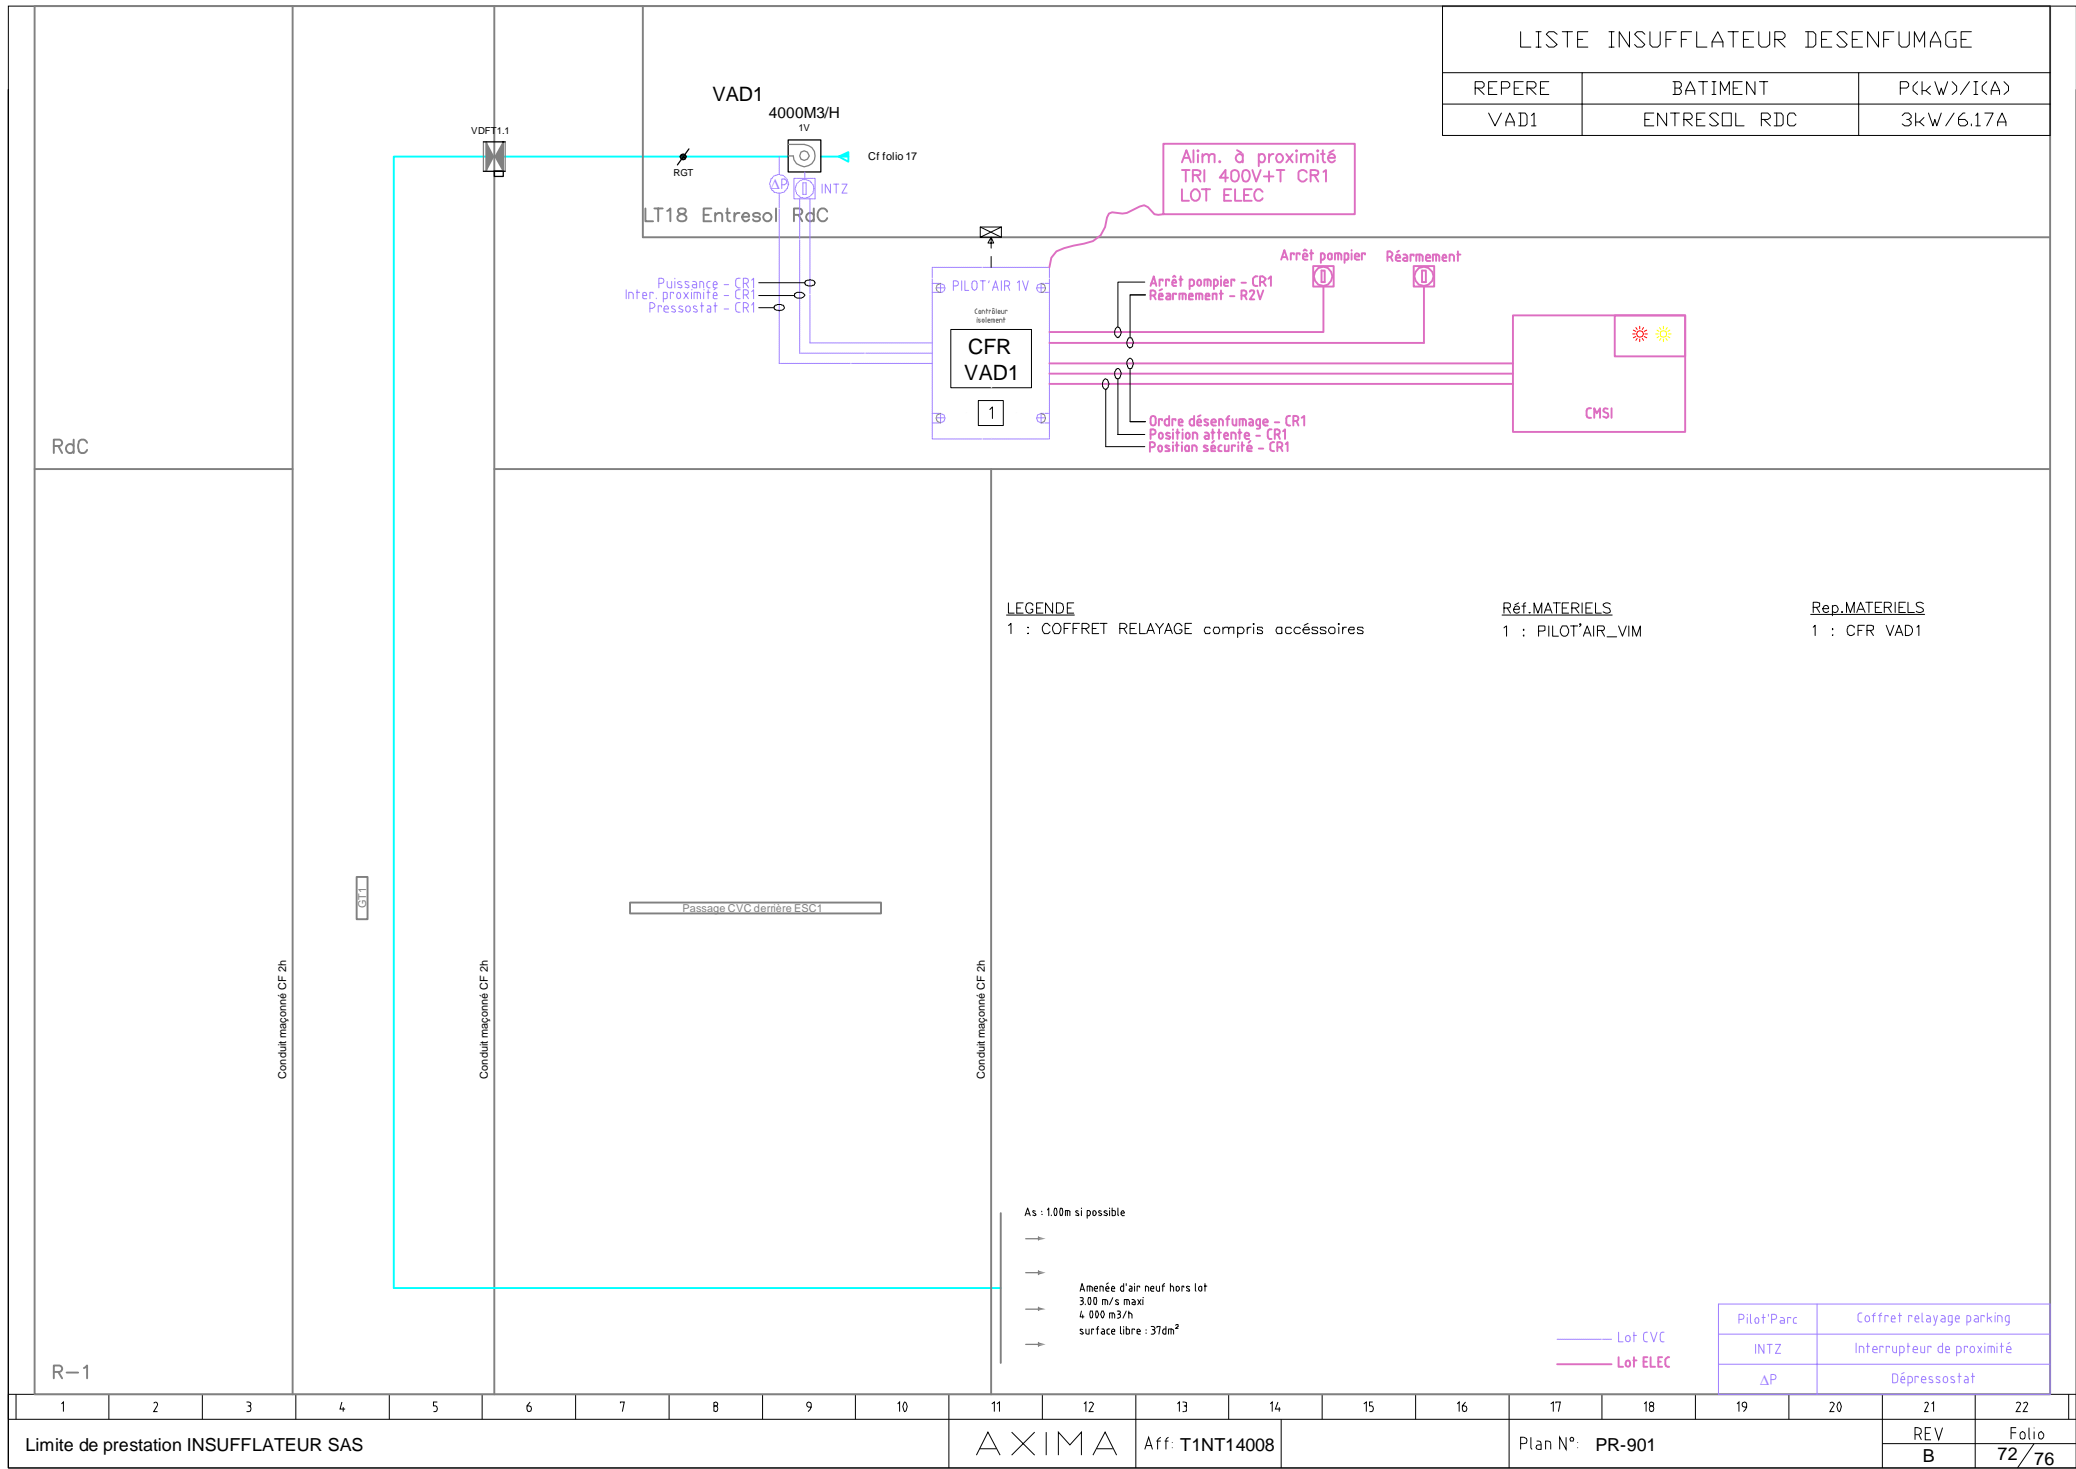 LISTE INSUFFLATEUR DESENFUMAGE
REPERE BATIMENT P(kW)/I(A)
VAD1 ENTRESOL RDC 3kW/6.17A
VAD1
4000M3/H
1V
VDFT1.1
RGT
Cf folio 17
ΔP
INTZ
LT18 Entresol RdC
Alim. à proximité
TRI 400V+T CR1
LOT ELEC
Puissance - CR1
Inter. proximité - CR1
Pressostat - CR1
PILOT'AIR 1V
Contrôleur
isolement
CFR
VAD1
1
Arrêt pompier
Réarmement
Arrêt pompier - CR1
Réarmement - R2V
Ordre désenfumage - CR1
Position attente - CR1
Position sécurité - CR1
CMSI
RdC
LEGENDE
1 : COFFRET RELAYAGE compris accéssoires
Réf.MATERIELS
1 : PILOT'AIR_VIM
Rep.MATERIELS
1 : CFR VAD1
GT1
Passage CVC derrière ESC1
Conduit maçonné CF 2h
Conduit maçonné CF 2h
Conduit maçonné CF 2h
As : 1.00m si possible
Amenée d'air neuf hors lot
3.00 m/s maxi
4 000 m3/h
surface libre : 37dm²
Lot CVC
Lot ELEC
Pilot'Parc Coffret relayage parking
INTZ Interrupteur de proximité
ΔP Dépressostat
R-1
1 2 3 4 5 6 7 8 9 10 11 12 13 14 15 16 17 18 19 20 21 22
Limite de prestation INSUFFLATEUR SAS
AXIMA
Aff: T1NT14008
Plan N°: PR-901
REV
B
Folio
72/76